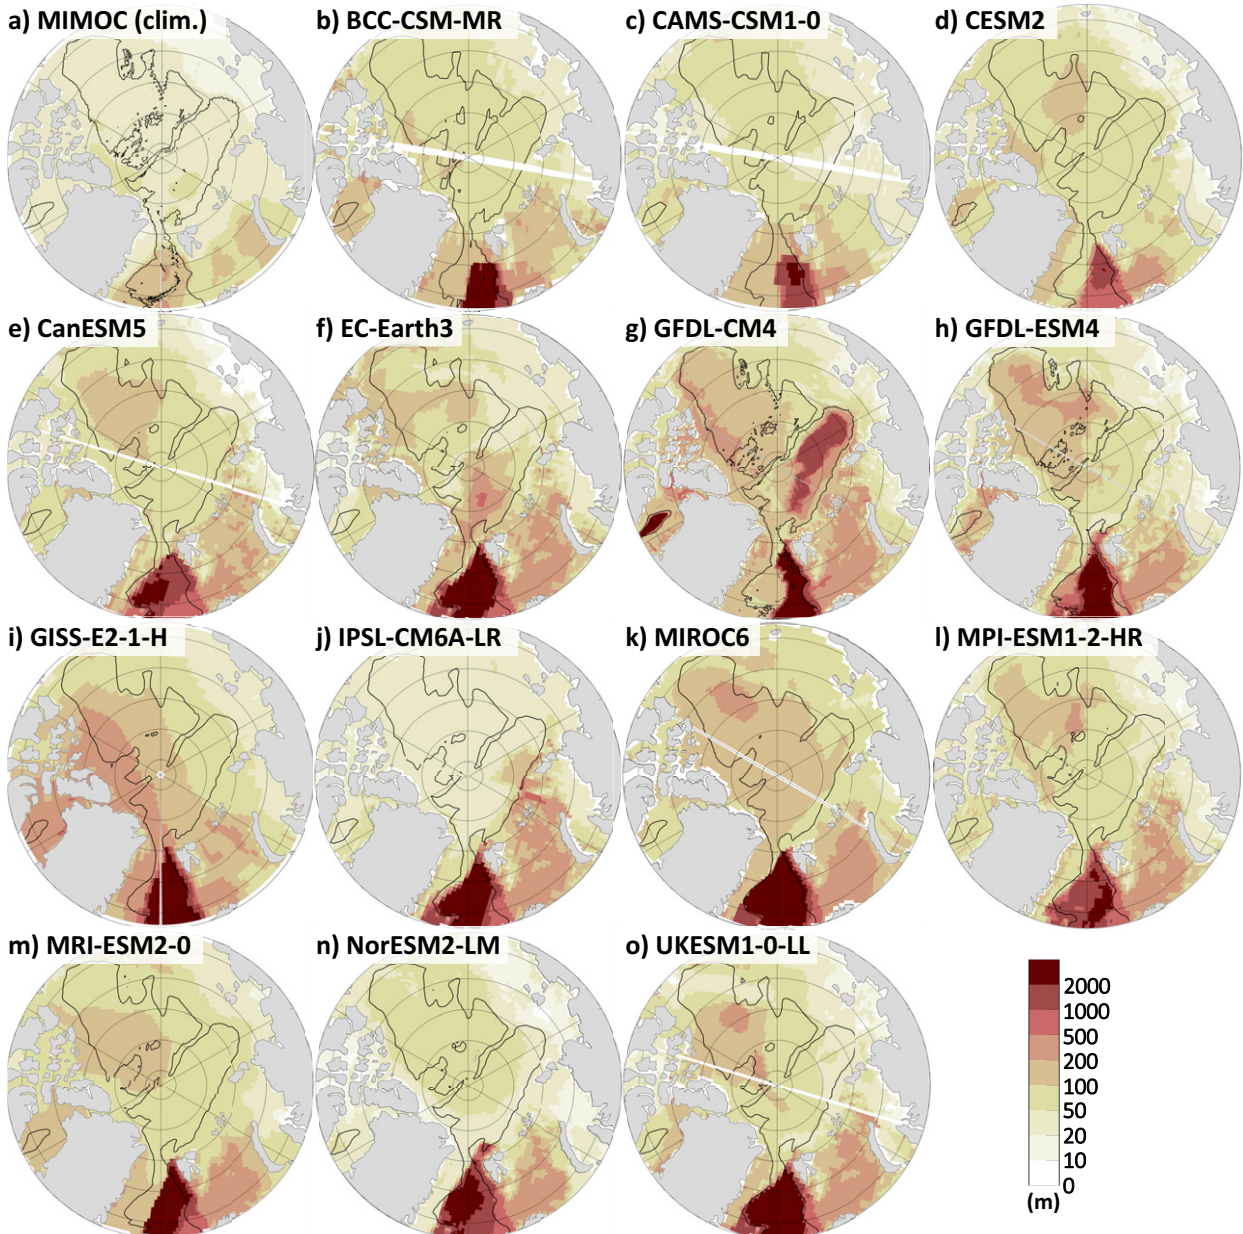 a) MIMOC (clim.)
b) BCC-CSM-MR
c) CAMS-CSM1-0
d) CESM2
e) CanESM5
f) EC-Earth3
g) GFDL-CM4
h) GFDL-ESM4
i) GISS-E2-1-H
j) IPSL-CM6A-LR
k) MIROC6
l) MPI-ESM1-2-HR
m) MRI-ESM2-0
n) NorESM2-LM
o) UKESM1-0-LL
2000
1000
500
200
100
50
20
10
0
(m)